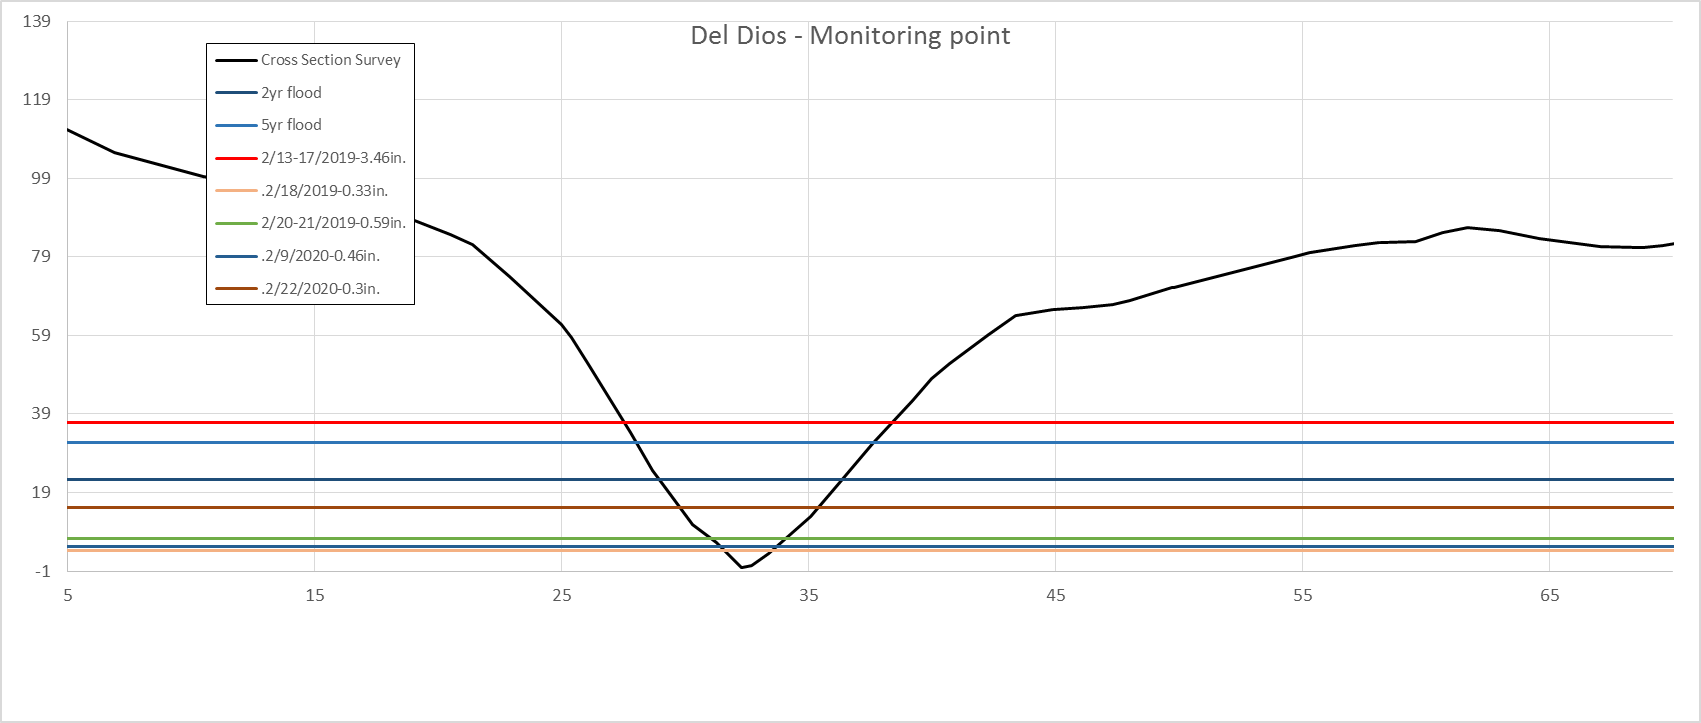 Del Dios - Monitoring point
139
119
99
79
59
39
19
-1
Cross Section Survey
2yr flood
5yr flood
2/13-17/2019-3.46in.
.2/18/2019-0.33in.
2/20-21/2019-0.59in.
.2/9/2020-0.46in.
.2/22/2020-0.3in.
5 15 25 35 45 55 65